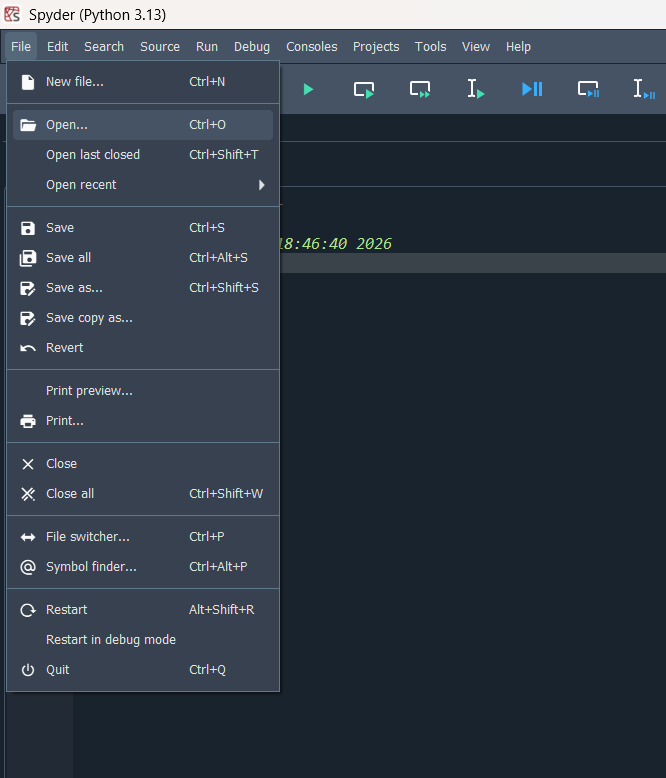 Spyder (Python 3.13)
File Edit Search Source Run Debug Consoles Projects Tools View Help
New file... Ctrl+N
Open... Ctrl+O
Open last closed Ctrl+Shift+T
Open recent
Save Ctrl+S
18:46:40 2026
Save all Ctrl+Alt+S
Save as... Ctrl+Shift+S
Save copy as...
Revert
Print preview...
Print...
Close
Close all Ctrl+Shift+W
File switcher... Ctrl+P
Symbol finder... Ctrl+Alt+P
Restart Alt+Shift+R
Restart in debug mode
Quit Ctrl+Q